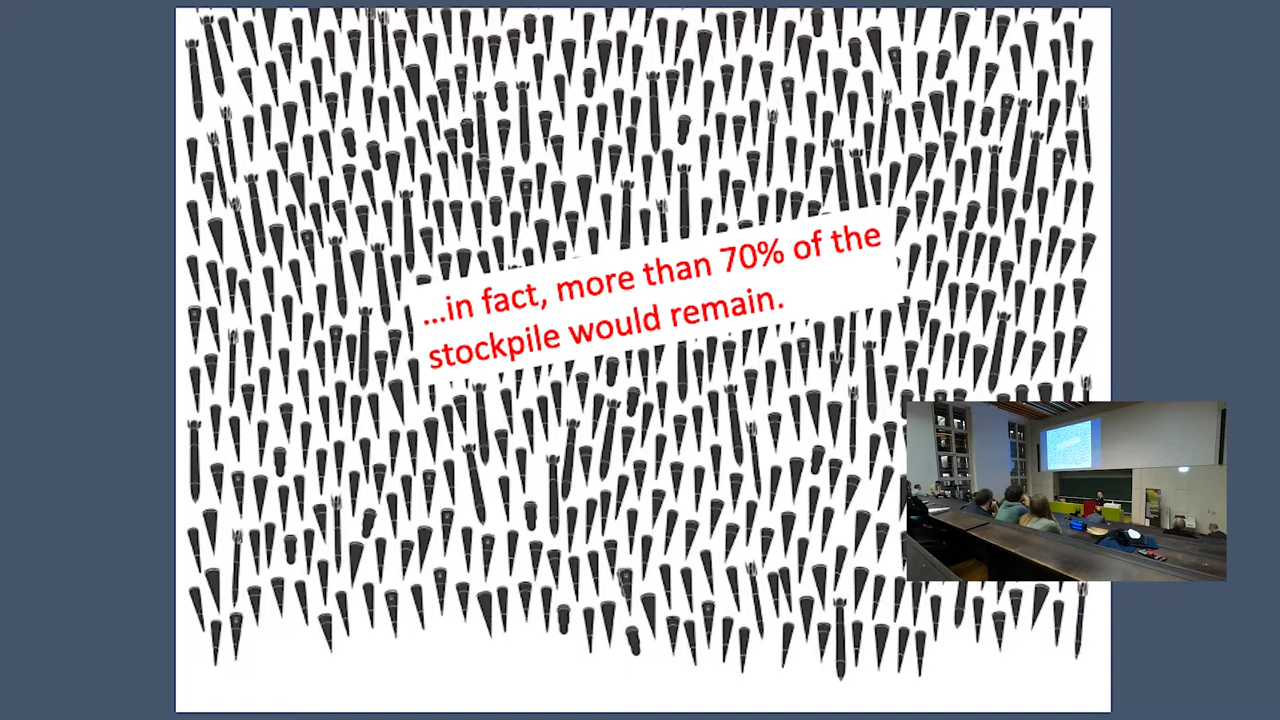 ...in fact, more than 70% of the
stockpile would remain.